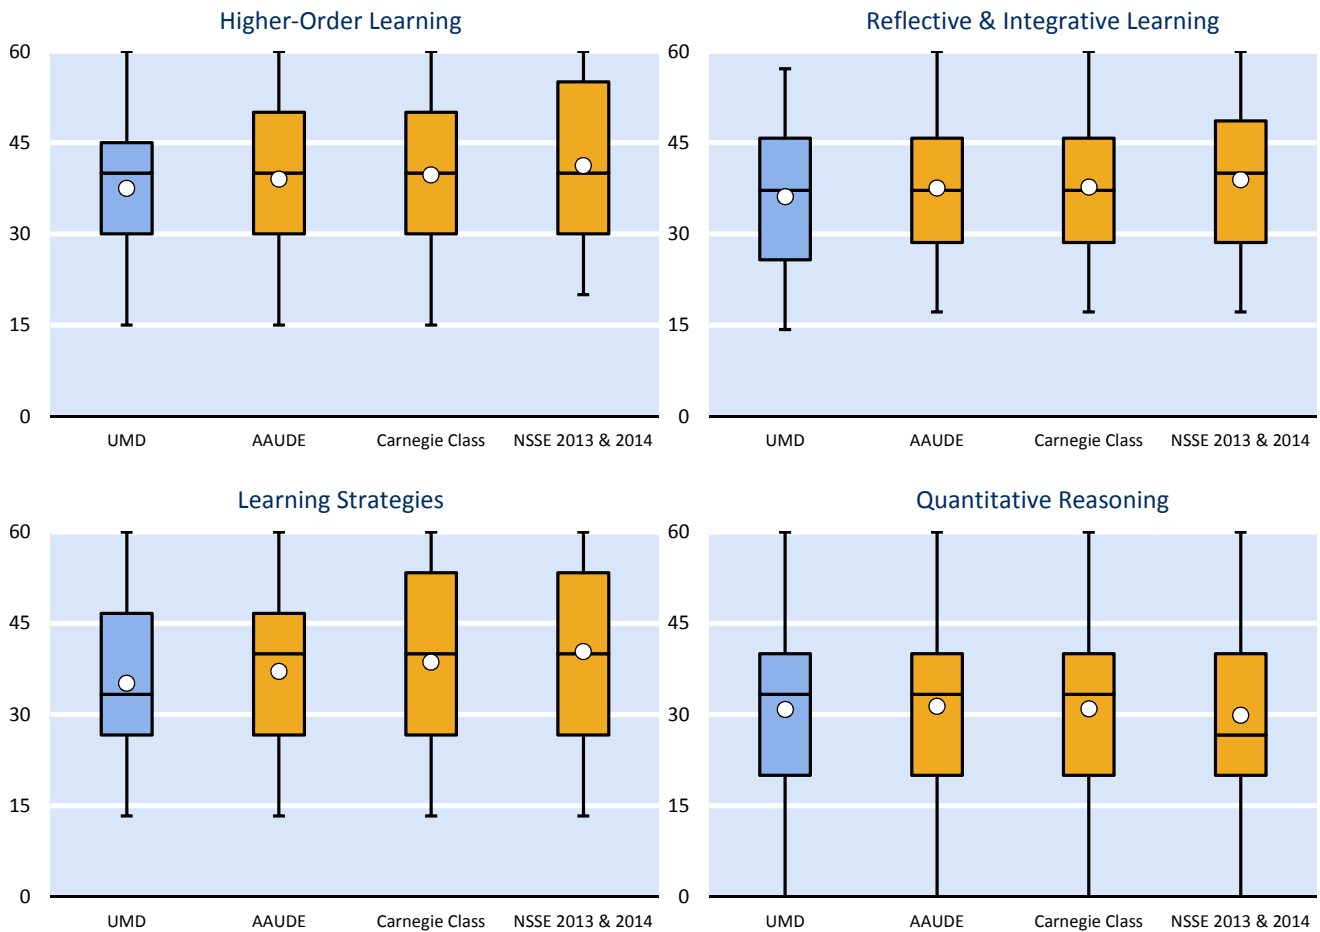 Higher-Order Learning
60
45
30
15
0
UMD AAUDE Carnegie Class NSSE 2013 & 2014
Reflective & Integrative Learning
60
45
30
15
0
UMD AAUDE Carnegie Class NSSE 2013 & 2014
Learning Strategies
60
45
30
15
0
UMD AAUDE Carnegie Class NSSE 2013 & 2014
Quantitative Reasoning
60
45
30
15
0
UMD AAUDE Carnegie Class NSSE 2013 & 2014